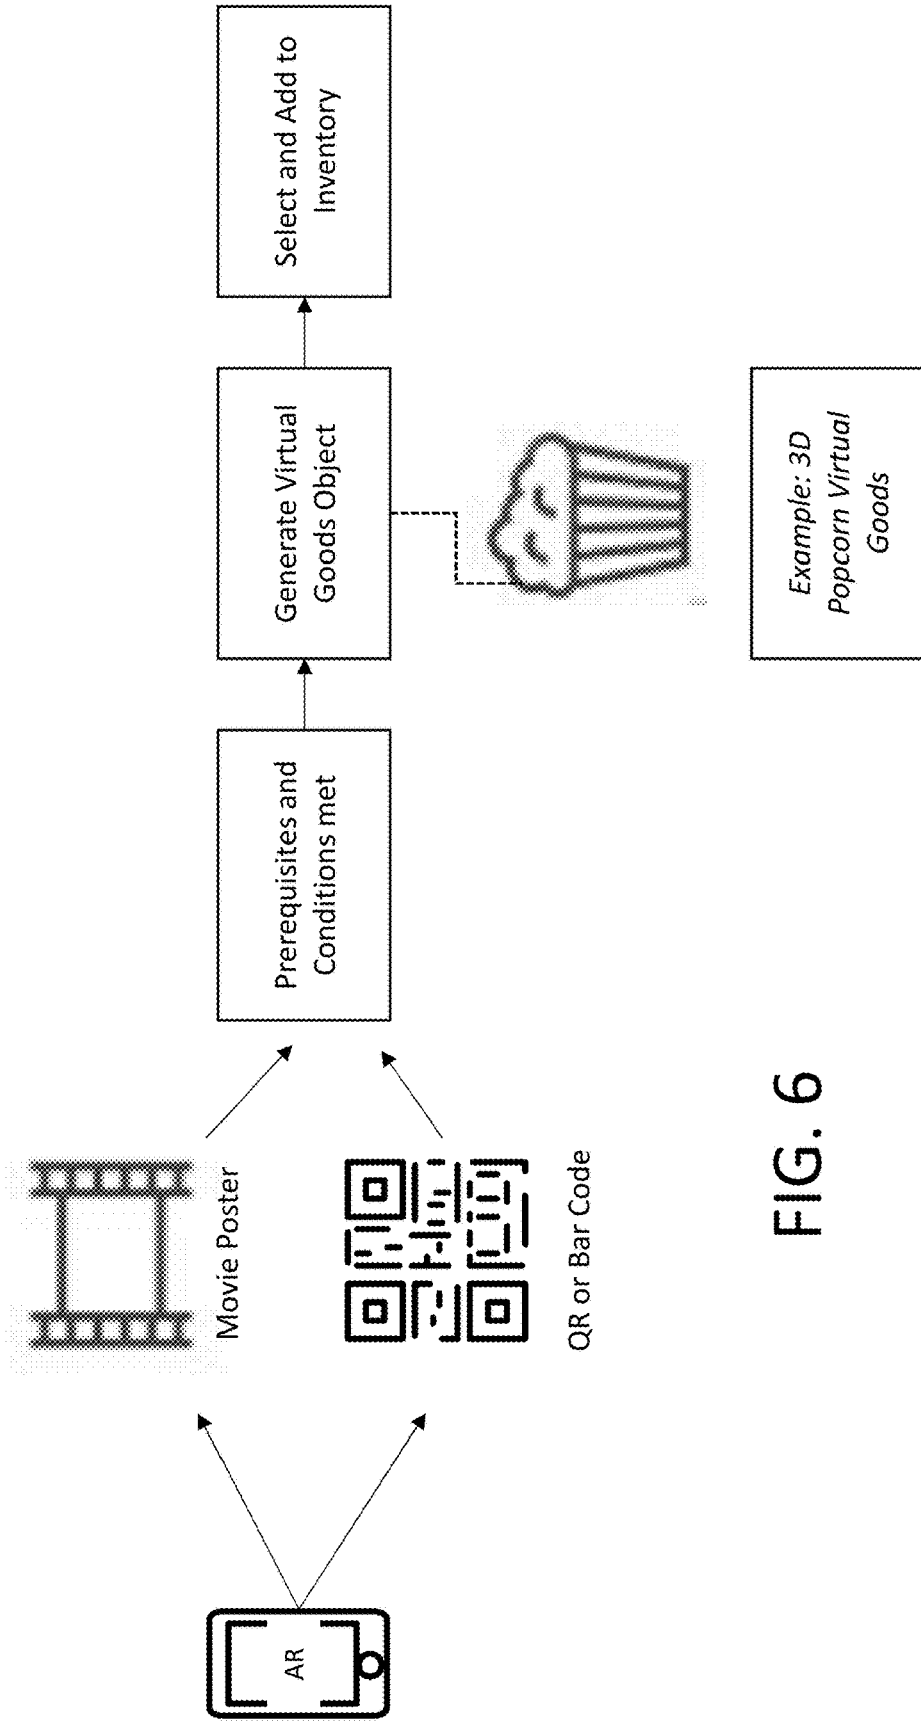 AR
Movie Poster
QR or Bar Code
Prerequisites and
Conditions met
Generate Virtual
Goods Object
Select and Add to
Inventory
Example: 3D
Popcorn Virtual
Goods
FIG. 6